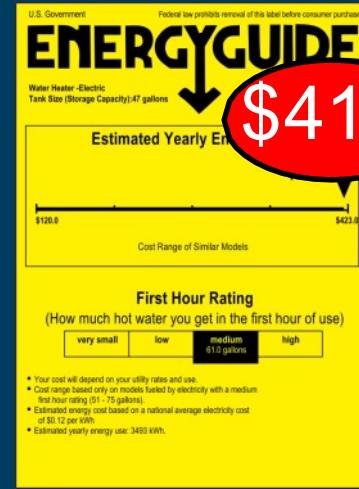 U.S. Government Federal law prohibits removal of this label before consumer purchase
ENERGYGUIDE
Water Heater -Electric
Tank Size (Storage Capacity):47 gallons
$41
Estimated Yearly En
$120.0 $423.0
Cost Range of Similar Models
First Hour Rating
(How much hot water you get in the first hour of use)
very small low medium high
61.0 gallons
• Your cost will depend on your utility rates and use.
• Cost range based only on models fueled by electricity with a medium
first hour rating (51 - 75 gallons).
• Estimated energy cost based on a national average electricity cost
of $0.12 per kWh
• Estimated yearly energy use: 3493 kWh.